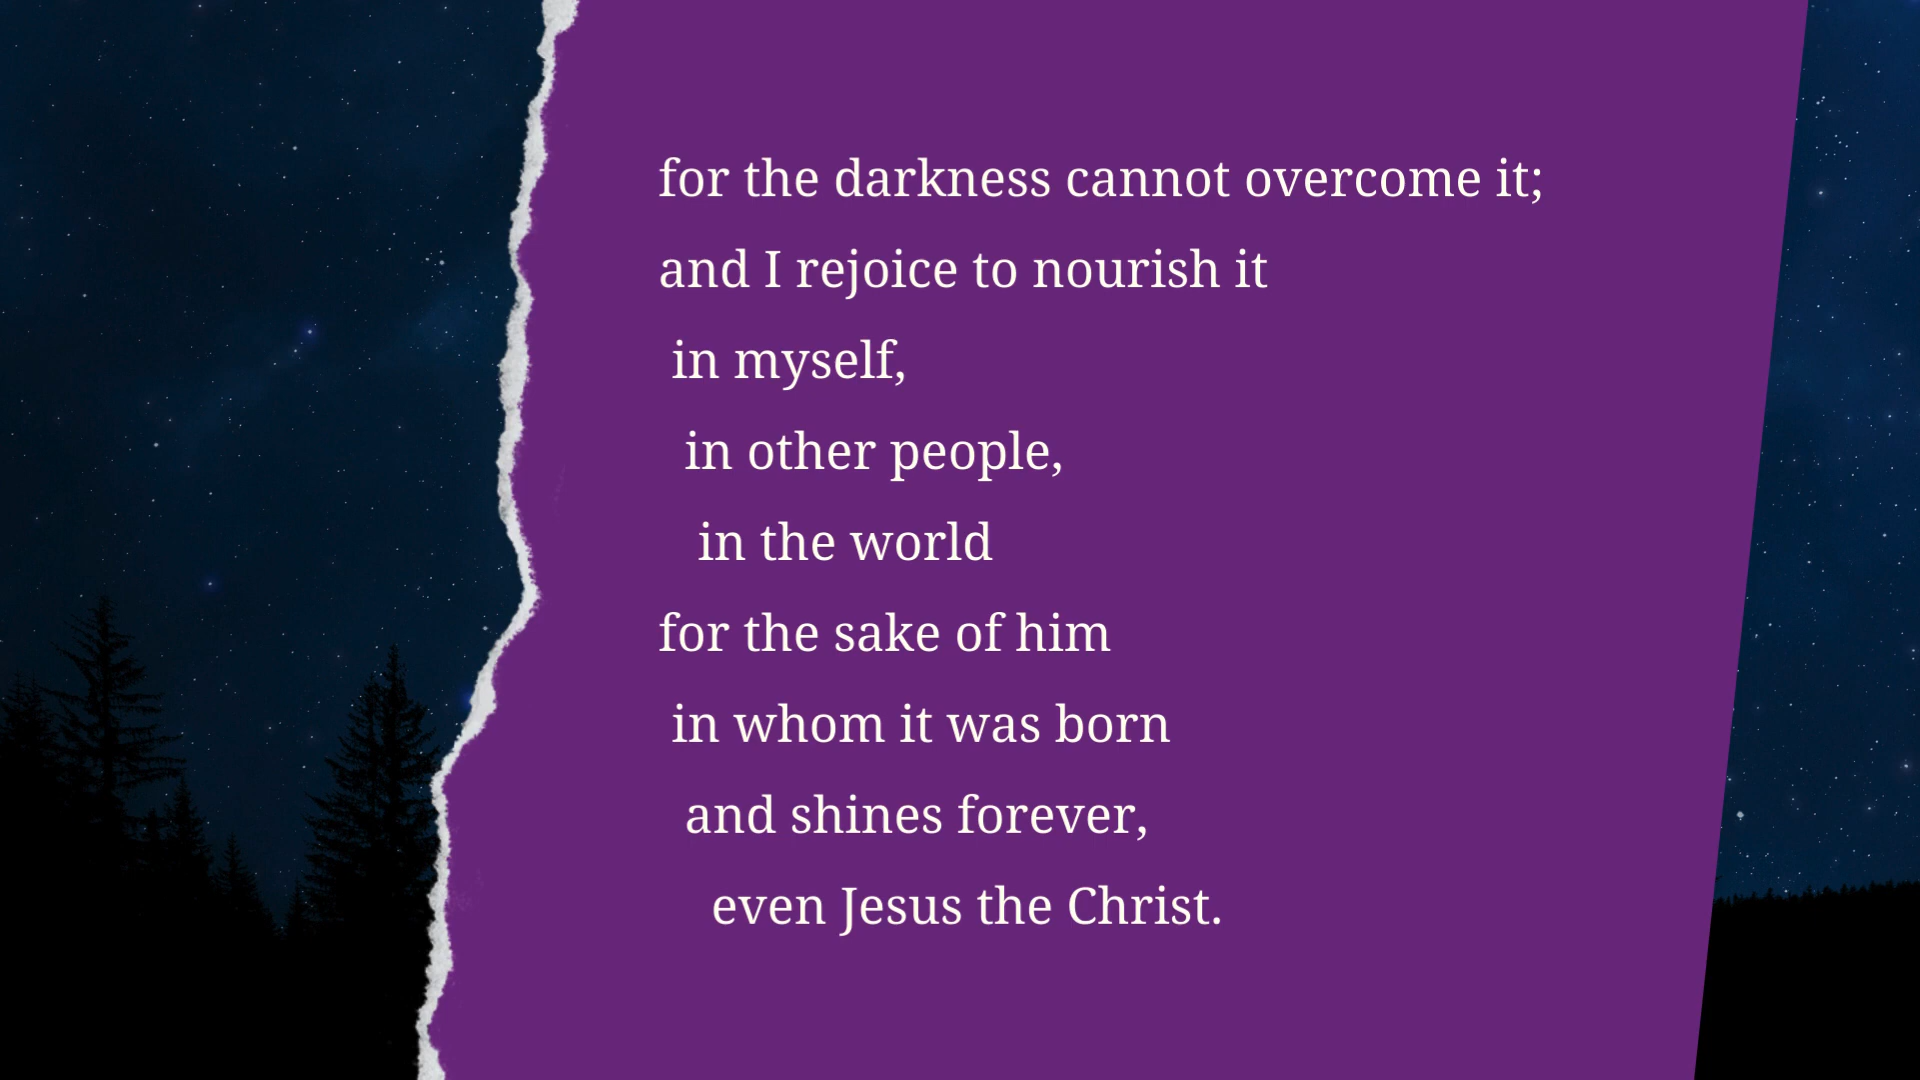 for the darkness cannot overcome it;
and I rejoice to nourish it
in myself,
in other people,
in the world
for the sake of him
in whom it was born
and shines forever,
even Jesus the Christ.